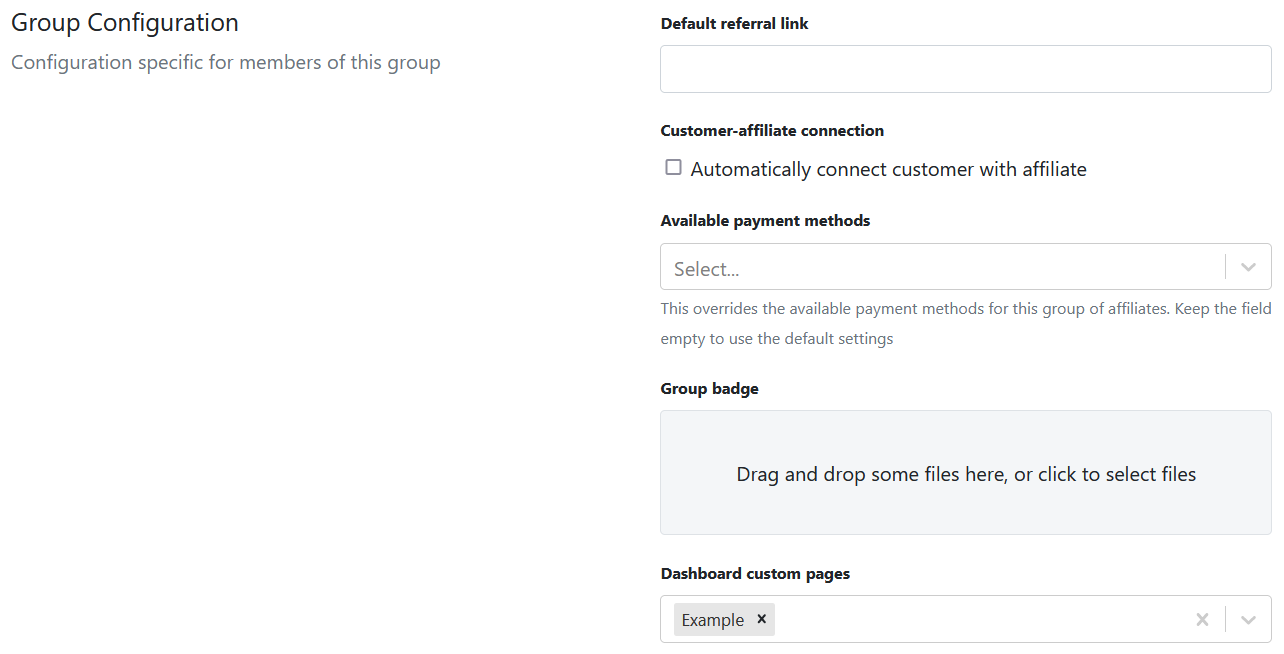 Group Configuration
Configuration specific for members of this group
Default referral link
Customer-affiliate connection
Automatically connect customer with affiliate
Available payment methods
Select...
This overrides the available payment methods for this group of affiliates. Keep the field
empty to use the default settings
Group badge
Drag and drop some files here, or click to select files
Dashboard custom pages
Example